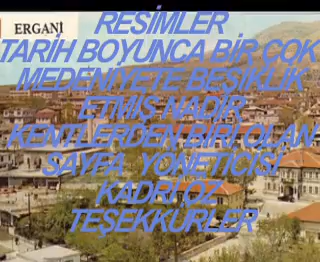 ERGANİ
RESİMLER
TARİH BOYUNCA BİR ÇOK
MEDENİYETE BEŞİKLİK
ETMİŞ NADİR
KENTLERDEN BİRİ OLAN
SAYFA YÖNETİCİSİ
KADRİ ÖZ
TEŞEKKÜRLER